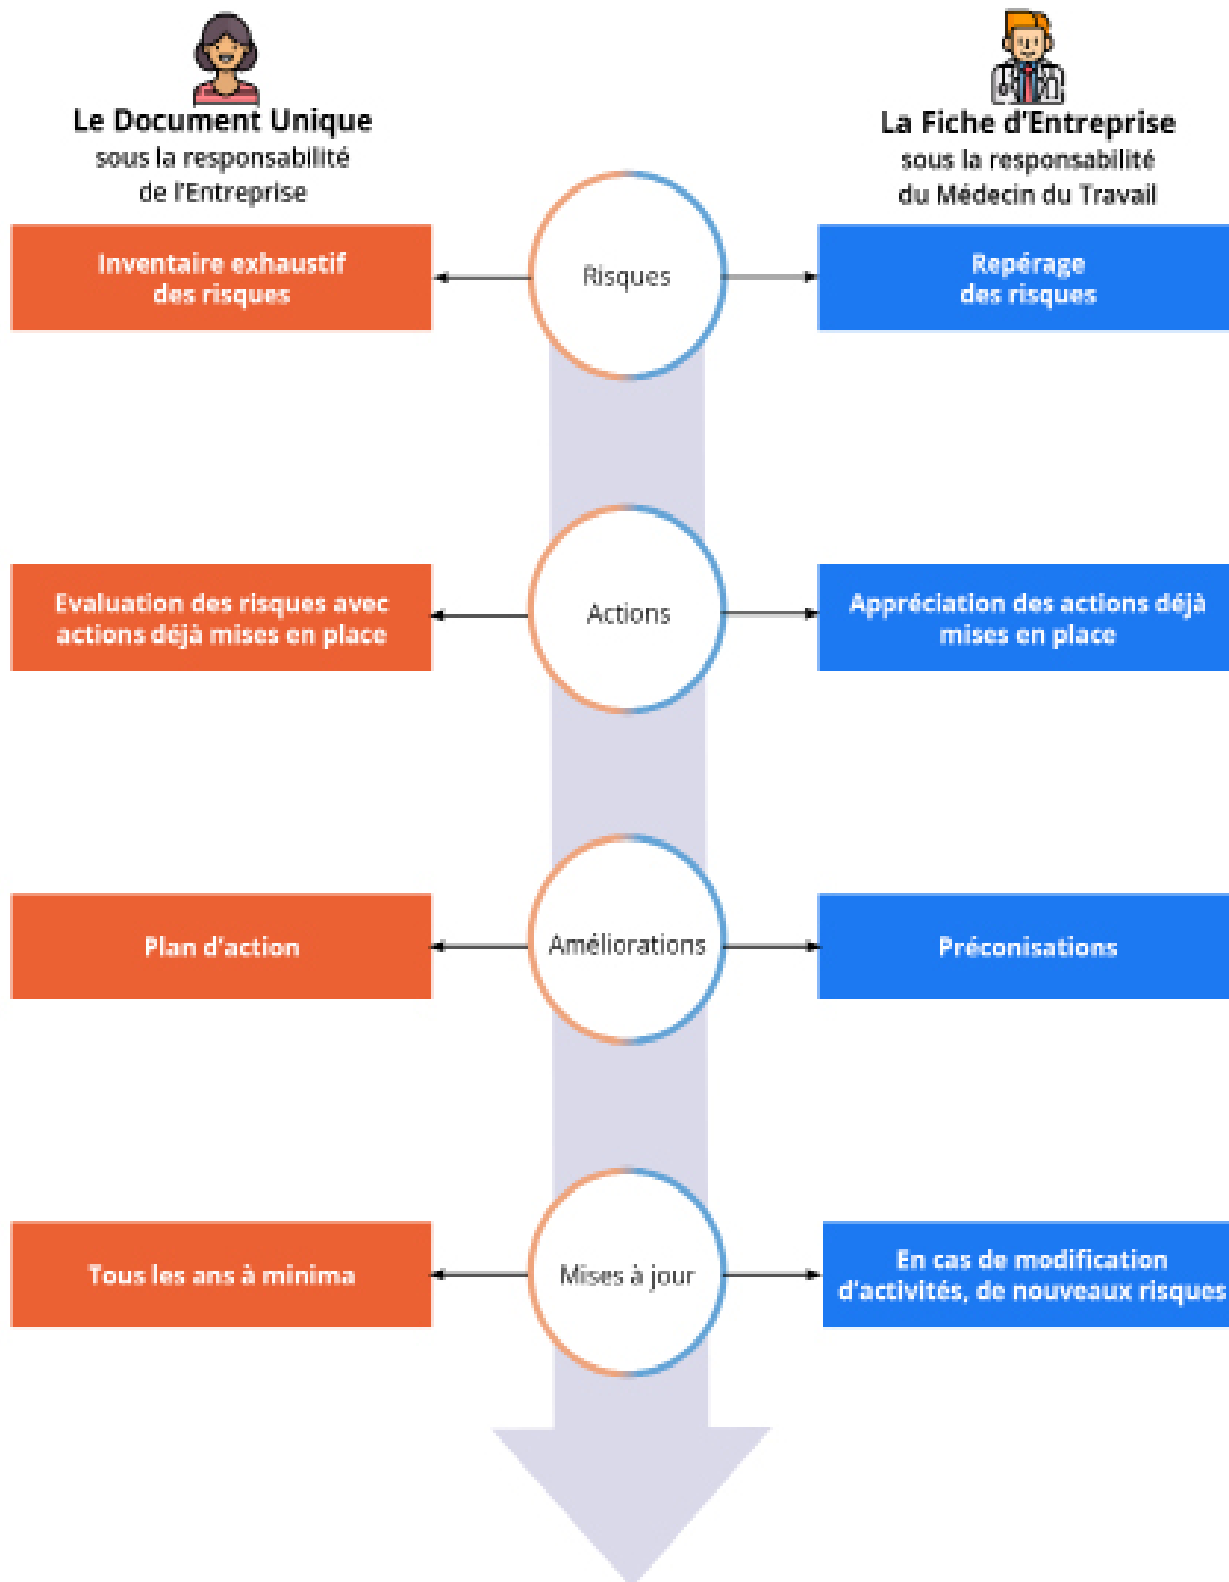 Le Document Unique
sous la responsabilité
de l'Entreprise
La Fiche d'Entreprise
sous la responsabilité
du Médecin du Travail
Inventaire exhaustif
des risques
Risques
Repérage
des risques
Evaluation des risques avec
actions déjà mises en place
Actions
Appréciation des actions déjà
mises en place
Plan d'action
Améliorations
Préconisations
Tous les ans à minima
Mises à jour
En cas de modification
d'activités, de nouveaux risques